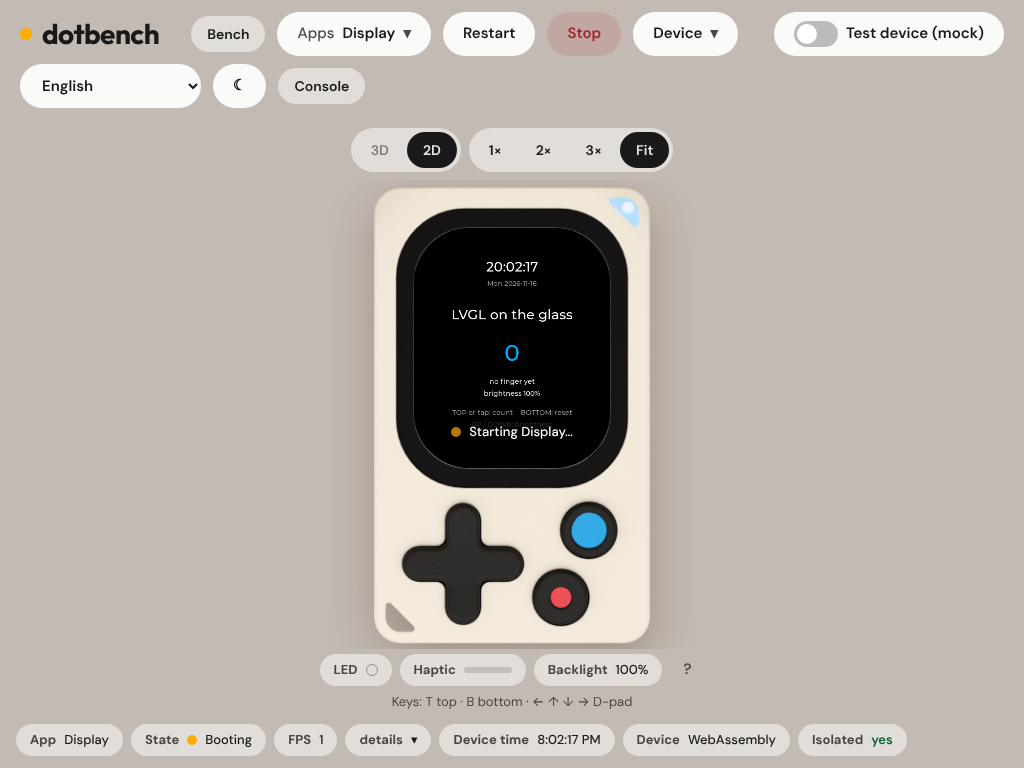 dotbench Bench Apps Display ▾ Restart Stop Device ▾ Test device (mock)
English Console
3D 2D 1× 2× 3× Fit
20:02:17
Mon 2026-11-16
LVGL on the glass
0
no finger yet
brightness 100%
TOP or tap: count BOTTOM: reset
UP / DOWN: brightness
Starting Display...
LED Haptic Backlight 100% ?
Keys: T top · B bottom · ← ↑ ↓ → D-pad
App Display State Booting FPS 1 details ▾ Device time 8:02:17 PM Device WebAssembly Isolated yes